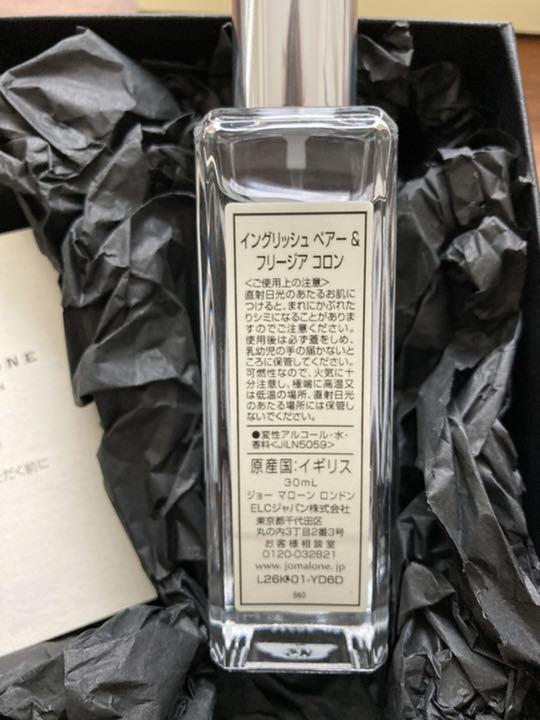 イングリッシュ ペアー &
フリージア コロン
<ご使用上の注意>
直射日光のあたるお肌に
つけると、まれにかぶれた
りシミになることがありま
すのでご注意ください。
使用後は必ず蓋をしめ、
乳幼児の手の届かないと
ころに保管してください。
可燃性なので、火気に十
分注意し、極端に高温又
は低温の場所、直射日光
のあたる場所には保管し
ないでください。
●変性アルコール・水・
香料<JILN5059>
原産国:イギリス
30mL
ジョー マローン ロンドン
ELCジャパン株式会社
東京都千代田区
丸の内3丁目2番3号
お客様相談室
0120-032821
www.jomalone.jp
L26K-01-YD6D
860
ONE
N
だく前に